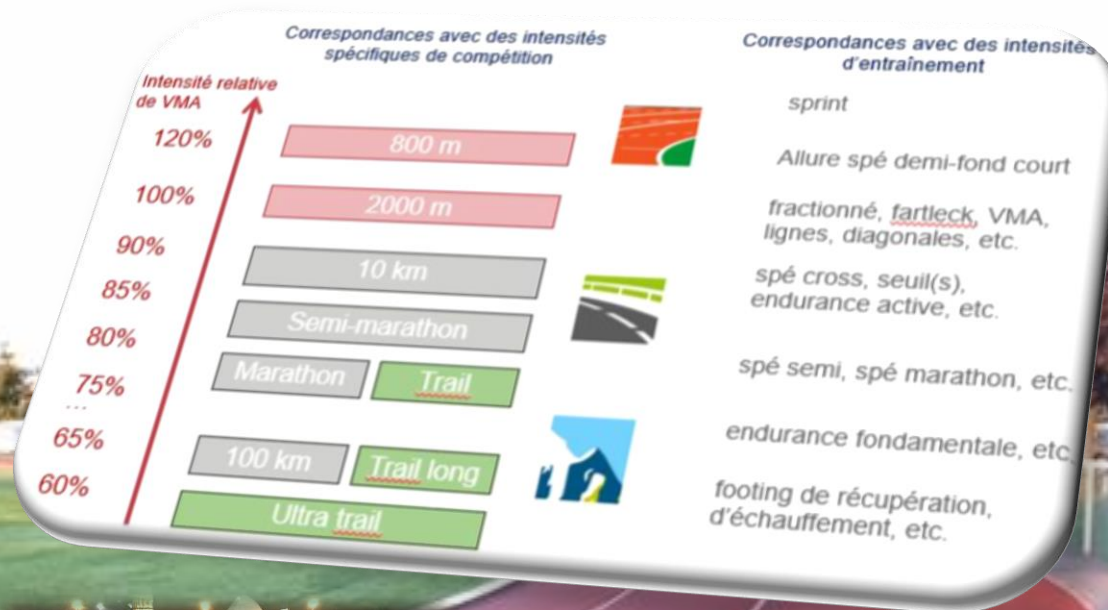 Correspondances avec des intensités
spécifiques de compétition
Correspondances avec des intensités
d'entraînement
Intensité relative
de VMA
120%
100%
90%
85%
80%
75%
...
65%
60%
800 m
2000 m
10 km
Semi-marathon
Marathon
Trail
100 km
Trail long
Ultra trail
sprint
Allure spé demi-fond court
fractionné, fartleck, VMA,
lignes, diagonales, etc.
spé cross, seuil(s),
endurance active, etc.
spé semi, spé marathon, etc.
endurance fondamentale, etc.
footing de récupération,
d'échauffement, etc.